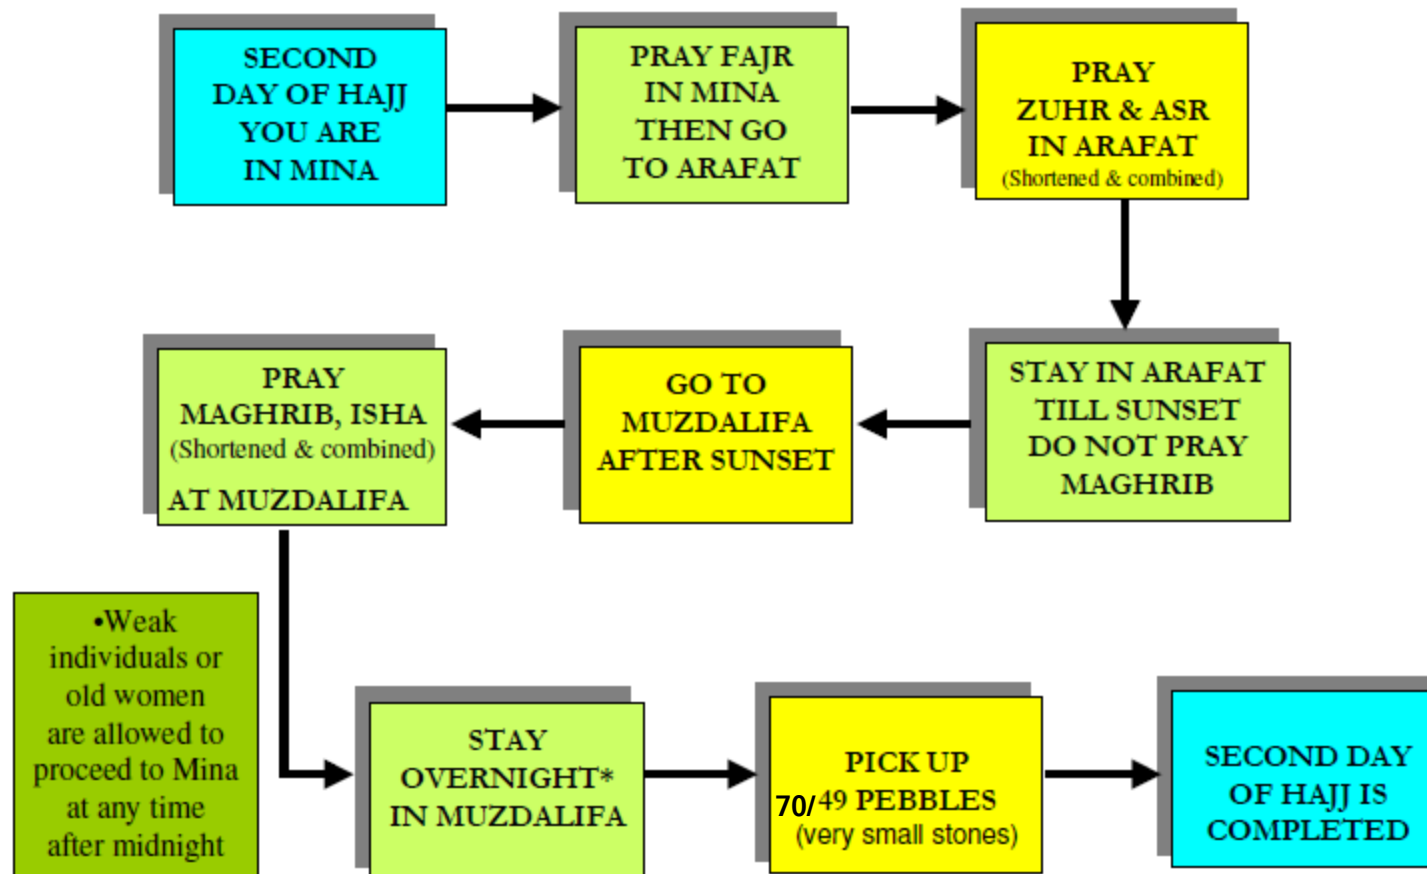 SECOND
DAY OF HAJJ
YOU ARE
IN MINA
PRAY FAJR
IN MINA
THEN GO
TO ARAFAT
PRAY
ZUHR & ASR
IN ARAFAT
(Shortened & combined)
STAY IN ARAFAT
TILL SUNSET
DO NOT PRAY
MAGHRIB
GO TO
MUZDALIFA
AFTER SUNSET
PRAY
MAGHRIB, ISHA
(Shortened & combined)
AT MUZDALIFA
•Weak
individuals or
old women
are allowed to
proceed to Mina
at any time
after midnight
STAY
OVERNIGHT*
IN MUZDALIFA
PICK UP
70/49 PEBBLES
(very small stones)
SECOND DAY
OF HAJJ IS
COMPLETED